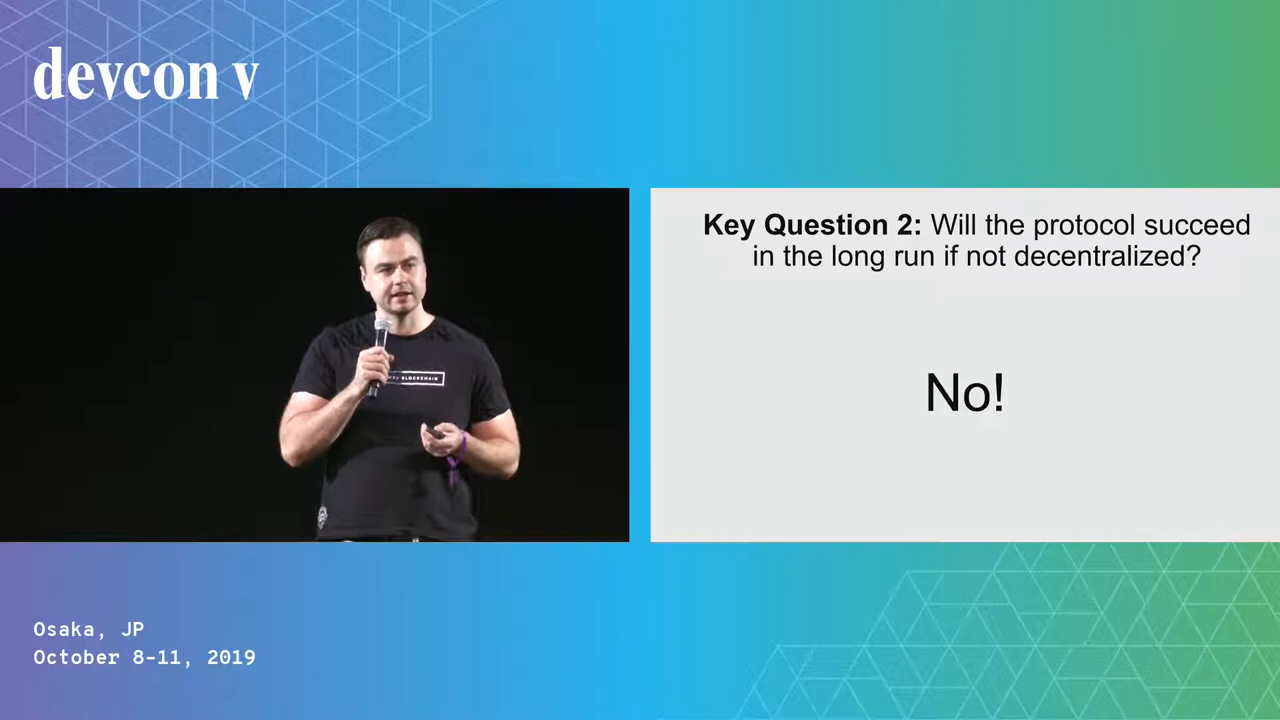 devcon v
BLOCKCHAIN
Key Question 2: Will the protocol succeed
in the long run if not decentralized?
No!
Osaka, JP
October 8-11, 2019